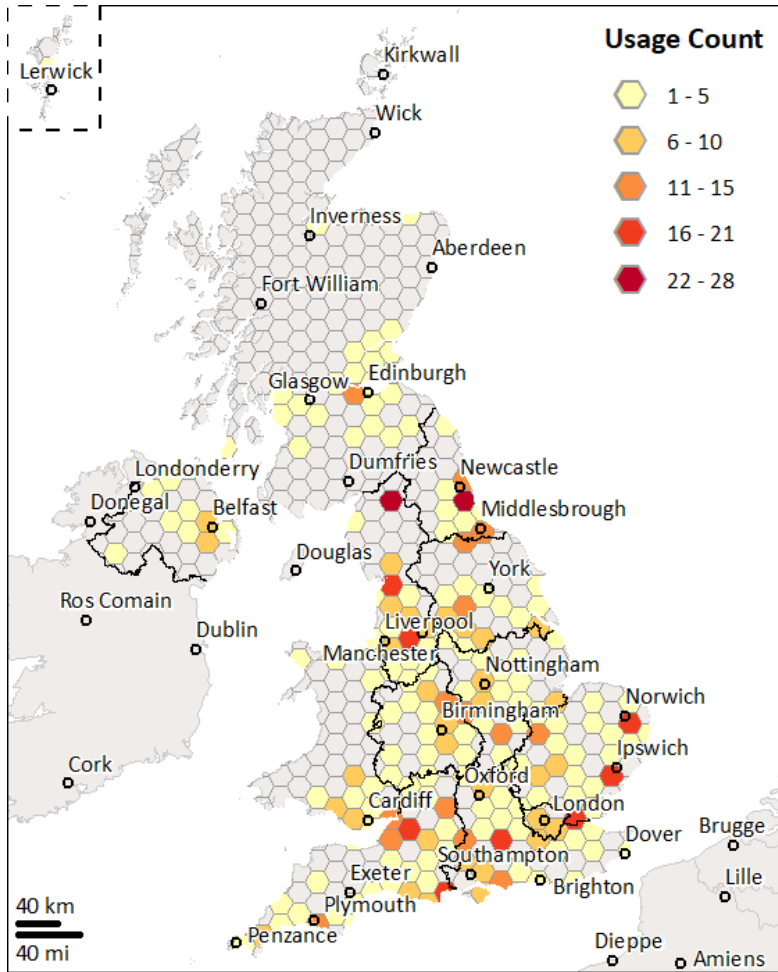 Usage Count
1 - 5
6 - 10
11 - 15
16 - 21
22 - 28
Lerwick
Kirkwall
Wick
Inverness
Aberdeen
Fort William
Glasgow
Edinburgh
Londonderry
Dumfries
Newcastle
Donegal
Belfast
Middlesbrough
Douglas
York
Ros Comain
Liverpool
Dublin
Manchester
Nottingham
Norwich
Birmingham
Ipswich
Cork
Oxford
Cardiff
London
Dover
Brugge
Southampton
Lille
Exeter
Brighton
Plymouth
40 km
40 mi
Penzance
Dieppe
Amiens